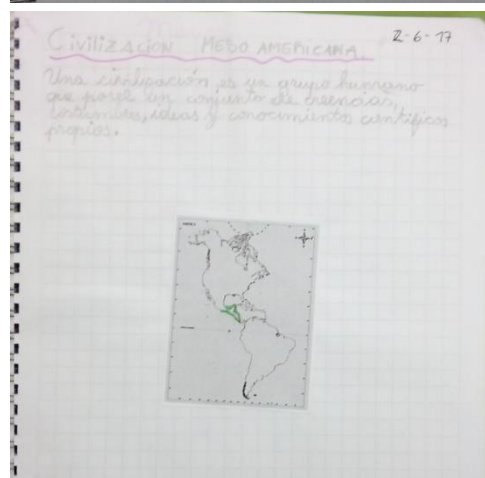 Civilización MESO AMERICANA. 2-6-17
Una civilización es un grupo humano
que posee un conjunto de creencias,
costumbres, ideas y conocimientos científicos
propios.